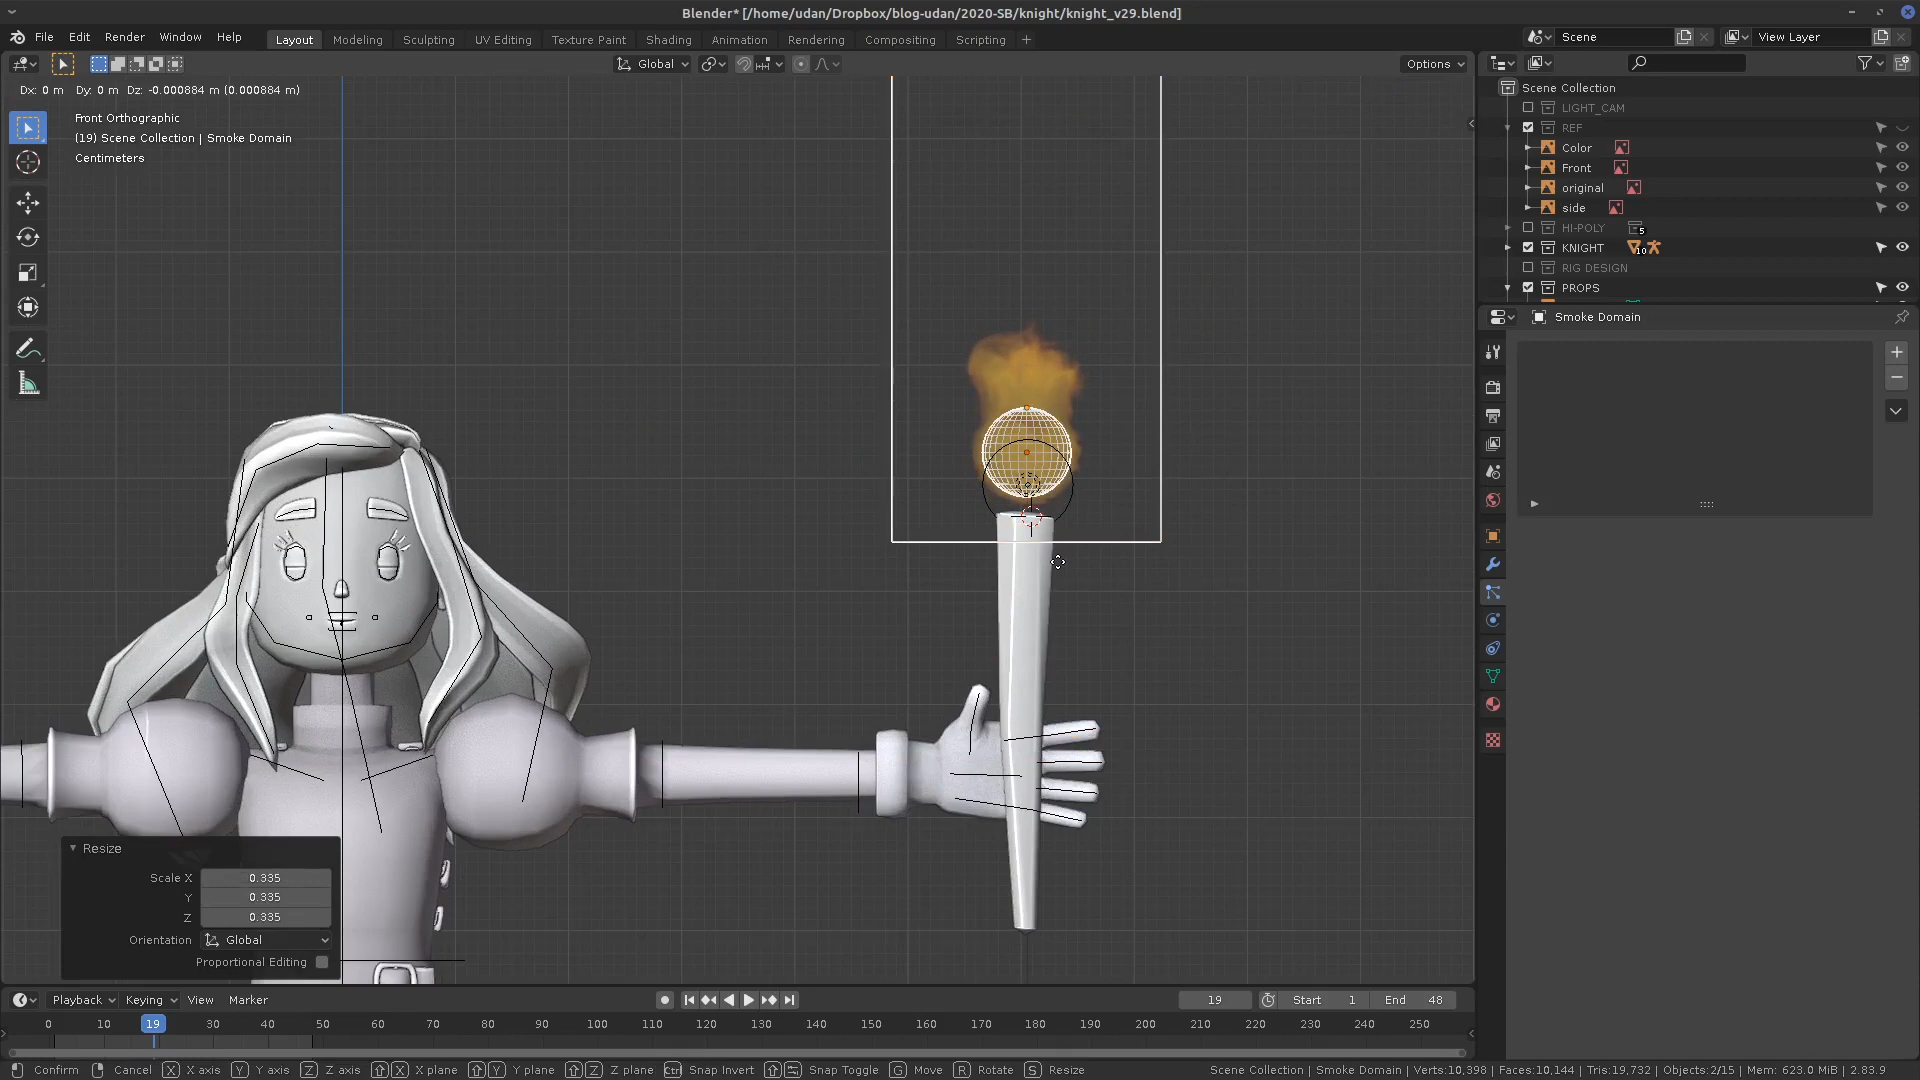 Blender* [/home/udan/Dropbox/blog-udan/2020-SB/knight/knight_v29.blend]
File Edit Render Window Help Layout Modeling Sculpting UV Editing Texture Paint Shading Animation Rendering Compositing Scripting + Scene View Layer
Global Options
Dx: 0 m Dy: 0 m Dz: -0.000884 m (0.000884 m)
Front Orthographic
(19) Scene Collection | Smoke Domain
Centimeters
Scene Collection
LIGHT_CAM
REF
Color
Front
original
side
HI-POLY 5
KNIGHT 10
RIG DESIGN
PROPS
Smoke Domain
Resize
Scale X 0.335
Y 0.335
Z 0.335
Orientation Global
Proportional Editing
Playback Keying View Marker 19 Start 1 End 48
0 10 19 30 40 50 60 70 80 90 100 110 120 130 140 150 160 170 180 190 200 210 220 230 240 250
Confirm Cancel X X axis Y Y axis Z Z axis X X plane Y Y plane Z Z plane Ctrl Snap Invert Snap Toggle G Move R Rotate S Resize Scene Collection | Smoke Domain | Verts:10,398 | Faces:10,144 | Tris:19,732 | Objects:2/15 | Mem: 623.0 MiB | 2.83.9